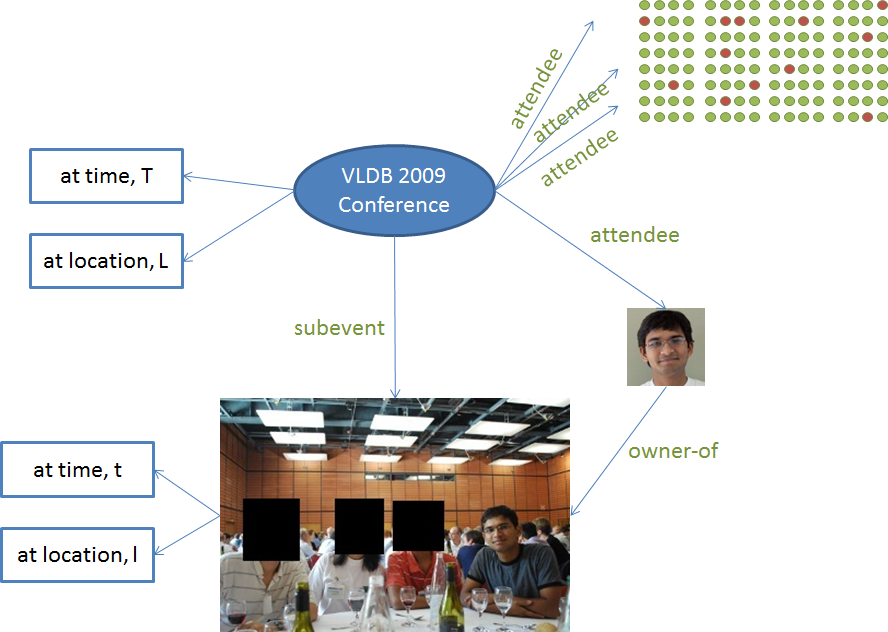 attendee
attendee
attendee
at time, T
VLDB 2009
Conference
attendee
at location, L
subevent
owner-of
at time, t
at location, l